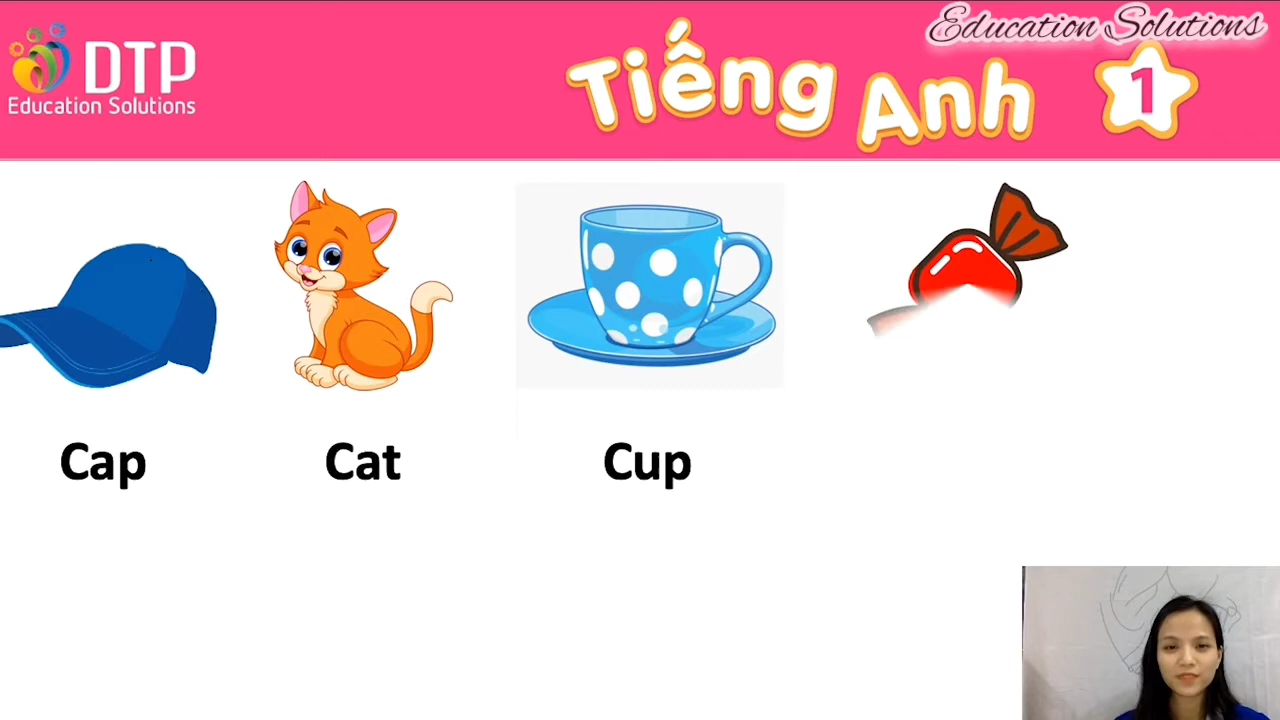 Education Solutions
DTP
Education Solutions
Tiếng Anh 1
Cap
Cat
Cup